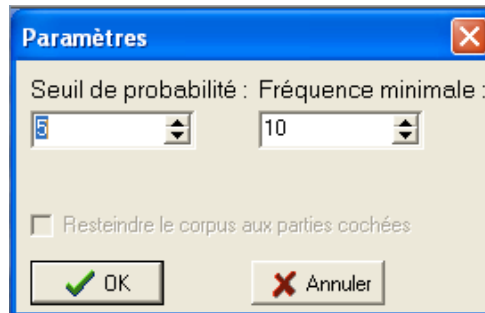 Paramètres
Seuil de probabilité : Fréquence minimale :
5 10
Resteindre le corpus aux parties cochées
OK Annuler